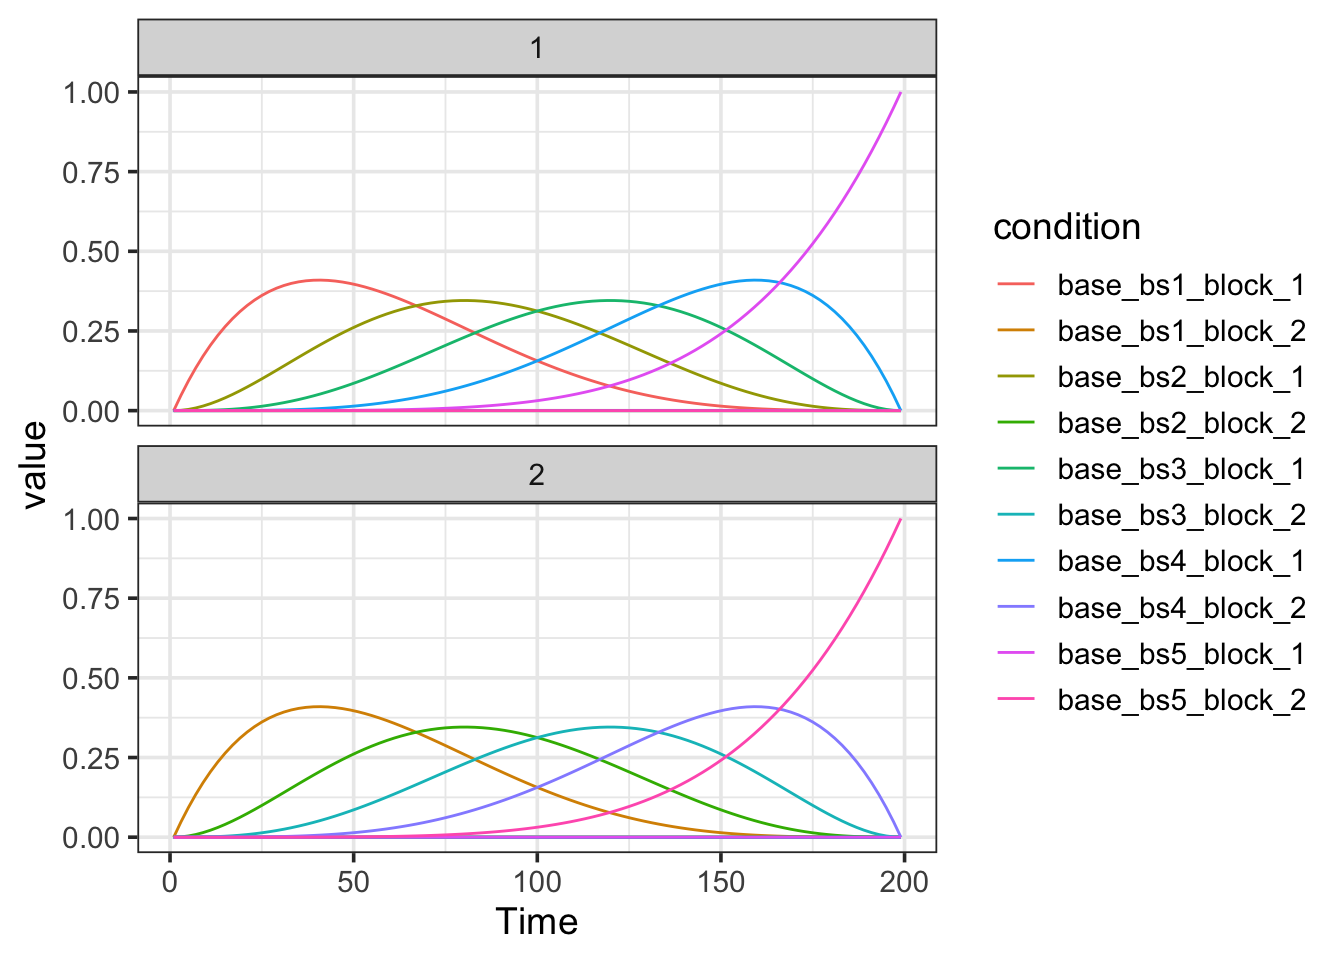 1
1.00
0.75
0.50
0.25
0.00
2
1.00
0.75
0.50
0.25
0.00
value
0 50 100 150 200
Time
condition
base_bs1_block_1
base_bs1_block_2
base_bs2_block_1
base_bs2_block_2
base_bs3_block_1
base_bs3_block_2
base_bs4_block_1
base_bs4_block_2
base_bs5_block_1
base_bs5_block_2